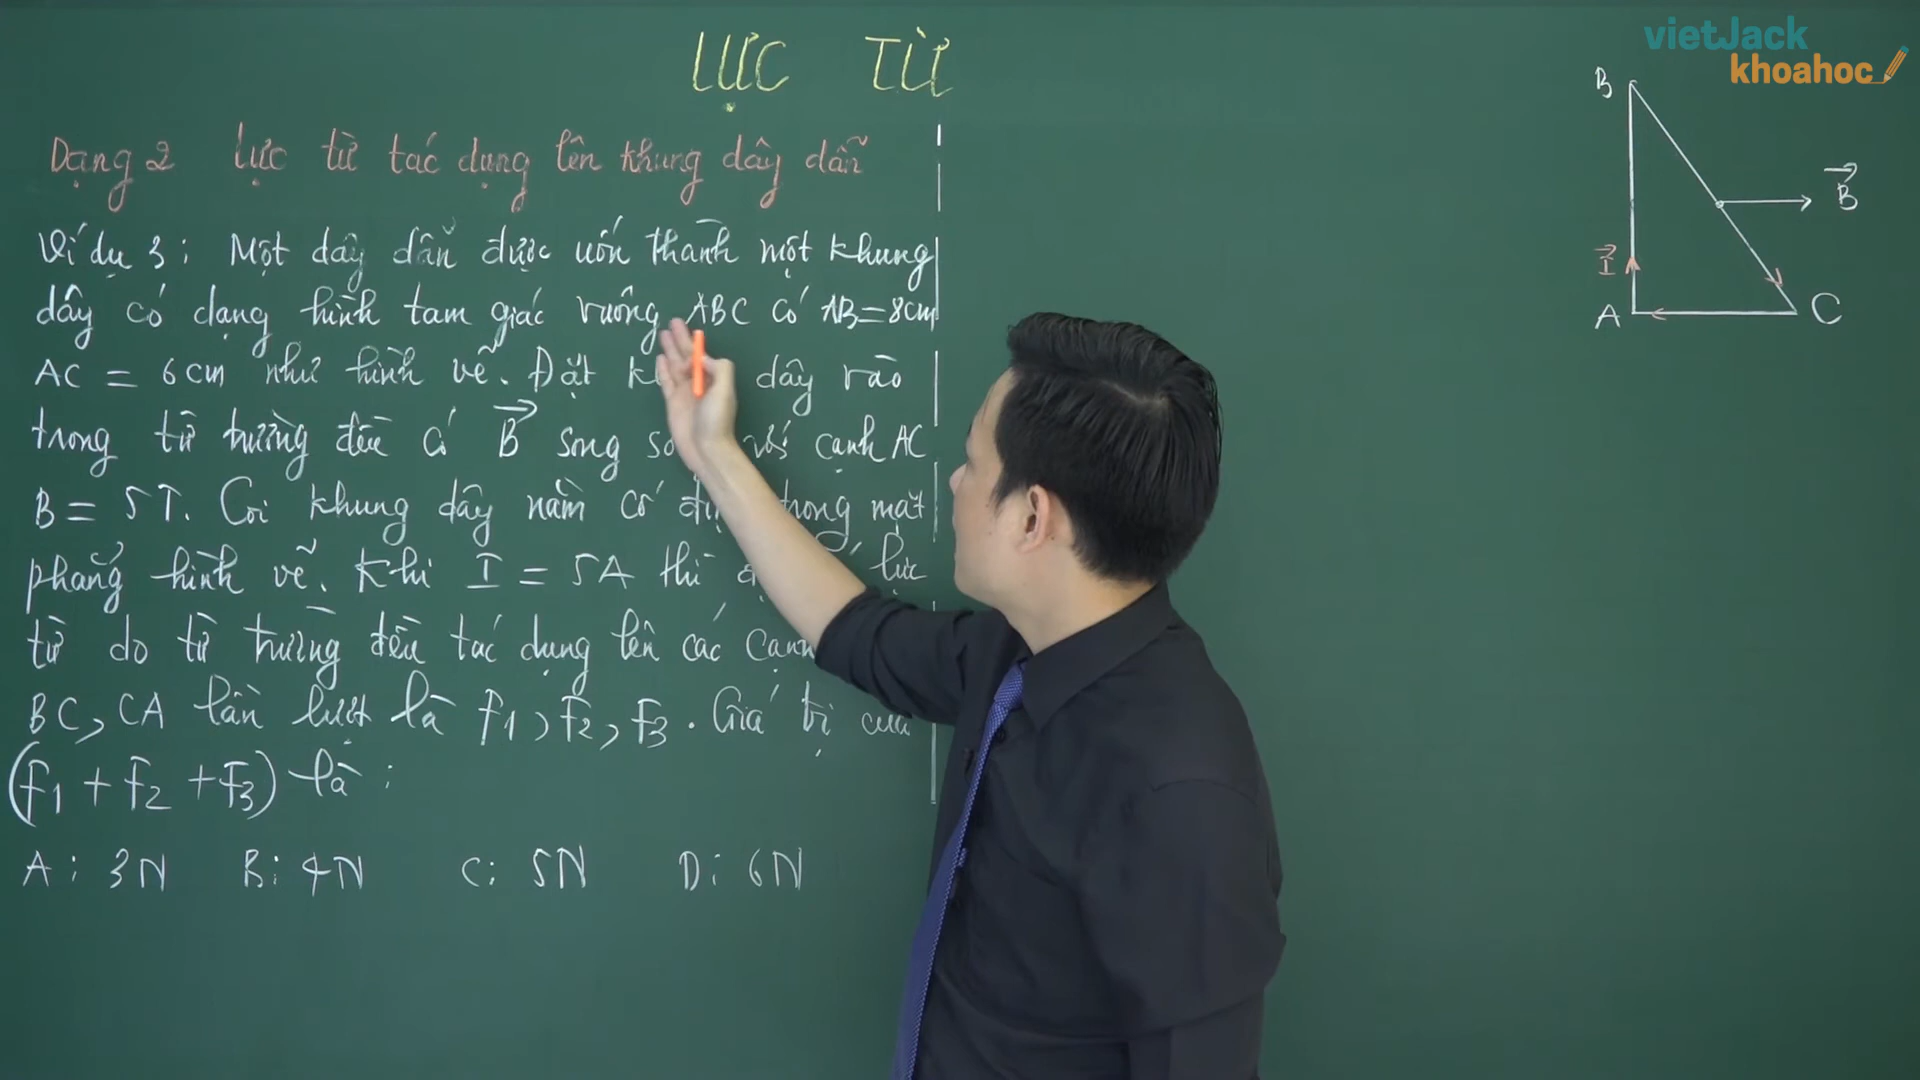 vietJack
khoahoc
LỰC TỪ
Dạng 2 Lực từ tác dụng lên khung dây dẫn
Ví dụ 3: Một dây dẫn được uốn thành một khung
dây có dạng hình tam giác vuông ABC có AB=8cm
AC = 6cm như hình vẽ. Đặt dây vào
trong từ trường đều có B⃗ song với cạnh AC
B = 5T. Coi khung dây nằm cố trong mặt
phẳng hình vẽ. Khi I = 5A thì lực
từ do từ trường đều tác dụng lên các
BC, CA lần lượt là f1, f2, f3. Giá trị của
(f1 + f2 + f3) là:
A: 3N B: 4N C: 5N D: 6N
B
B⃗
I⃗
A
C